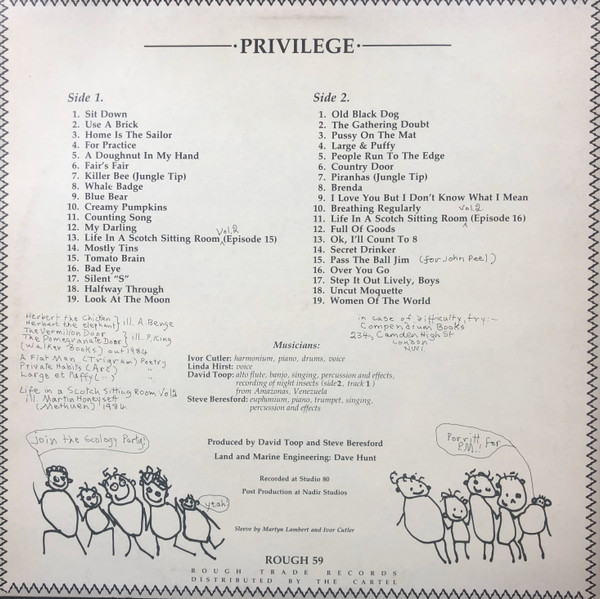 ·PRIVILEGE·
Side 1.
1. Sit Down
2. Use A Brick
3. Home Is The Sailor
4. For Practice
5. A Doughnut In My Hand
6. Fair's Fair
7. Killer Bee (Jungle Tip)
8. Whale Badge
9. Blue Bear
10. Creamy Pumpkins
11. Counting Song
12. My Darling
13. Life In A Scotch Sitting Room Vol.2 (Episode 15)
14. Mostly Tins
15. Tomato Brain
16. Bad Eye
17. Silent "S"
18. Halfway Through
19. Look At The Moon
Side 2.
1. Old Black Dog
2. The Gathering Doubt
3. Pussy On The Mat
4. Large & Puffy
5. People Run To The Edge
6. Country Door
7. Piranhas (Jungle Tip)
8. Brenda
9. I Love You But I Don't Know What I Mean
10. Breathing Regularly
11. Life In A Scotch Sitting Room Vol.2 (Episode 16)
12. Full Of Goods
13. Ok, I'll Count To 8
14. Secret Drinker
15. Pass The Ball Jim (for John Peel)
16. Over You Go
17. Step It Out Lively, Boys
18. Uncut Moquette
19. Women Of The World
Herbert the Chicken
Herbert the elephant } ill. A. Benge
The Vermilion Door
The Pomegranate Door } ill. P. King
(Walker Books) out 1984
A Flat Man (Trigram) Poetry
Private Habits (Arc) "
Large et Puffy (-) "
Life in a Scotch Sitting Room Vol2
ill. Martin Honeysett
(Methuen) 1984
in case of difficulty, try:-
Compendium Books
234, Camden High St
London
NW1
Musicians:
Ivor Cutler: harmonium, piano, drums, voice
Linda Hirst: voice
David Toop: alto flute, banjo, singing, percussion and effects,
recording of night insects (side2, track 1)
from Amazonas, Venezuela
Steve Beresford: euphonium, piano, trumpet, singing,
percussion and effects
Join the Ecology Party!
yeah!
Porritt for
P.M.!!
Produced by David Toop and Steve Beresford
Land and Marine Engineering: Dave Hunt
Recorded at Studio 80
Post Production at Nadir Studios
Sleeve by Martyn Lambert and Ivor Cutler
ROUGH 59
ROUGH TRADE RECORDS
DISTRIBUTED BY THE CARTEL